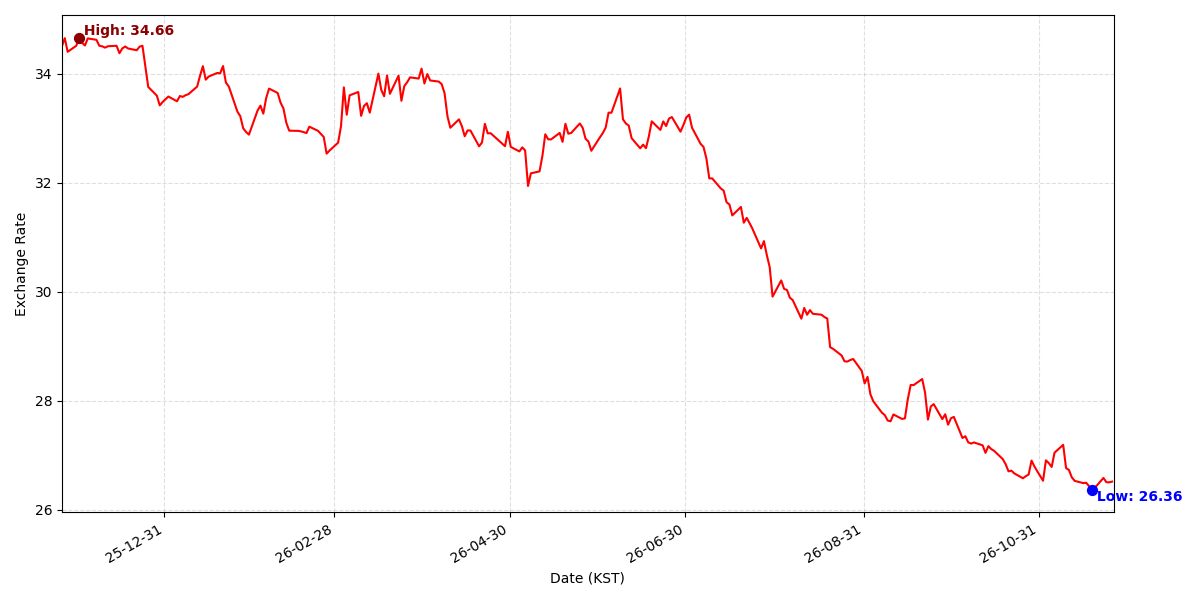 High: 34.66
34
32
30
28
26
Exchange Rate
Low: 26.36
25-12-31
26-02-28
26-04-30
26-06-30
26-08-31
26-10-31
Date (KST)